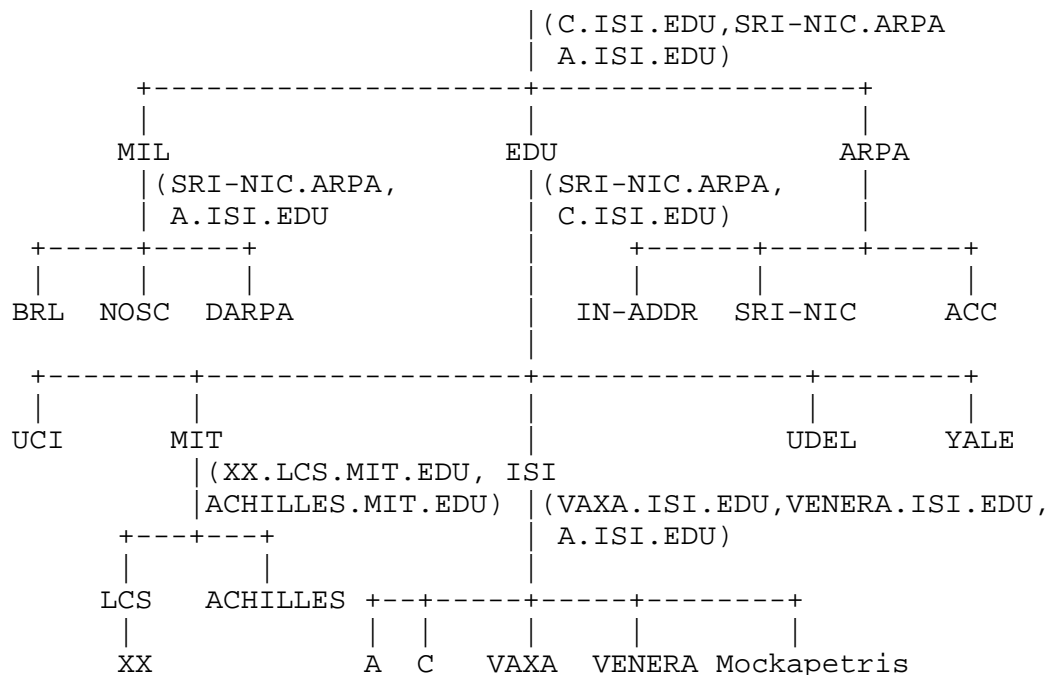 |(C.ISI.EDU,SRI-NIC.ARPA
| A.ISI.EDU)
+---------------------+------------------+
| | |
MIL EDU ARPA
|(SRI-NIC.ARPA, |(SRI-NIC.ARPA, |
| A.ISI.EDU | C.ISI.EDU) |
+-----+-----+ | +------+-----+-----+
| | | | | | |
BRL NOSC DARPA | IN-ADDR SRI-NIC ACC
|
+--------+------------------+---------------+--------+
| | | | |
UCI MIT | UDEL YALE
|(XX.LCS.MIT.EDU, ISI
|ACHILLES.MIT.EDU) |(VAXA.ISI.EDU,VENERA.ISI.EDU,
+---+---+ | A.ISI.EDU)
| | |
LCS ACHILLES +--+-----+-----+--------+
| | | | | |
XX A C VAXA VENERA Mockapetris